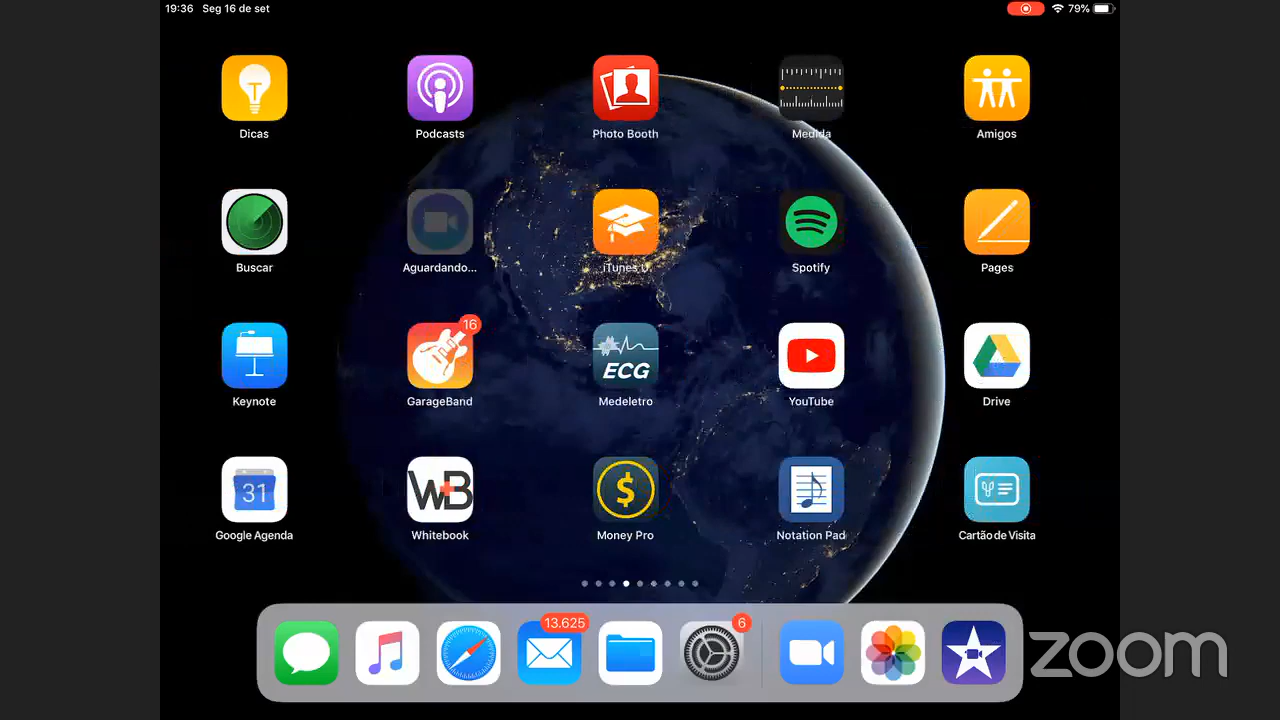 19:36 Seg 16 de set
79%
Dicas
Podcasts
Photo Booth
Medida
Amigos
Buscar
Aguardando...
iTunes U
Spotify
Pages
16
ECG
Keynote
GarageBand
Medeletro
YouTube
Drive
31
WB
$
Google Agenda
Whitebook
Money Pro
Notation Pad
Cartão de Visita
13.625
6
zoom